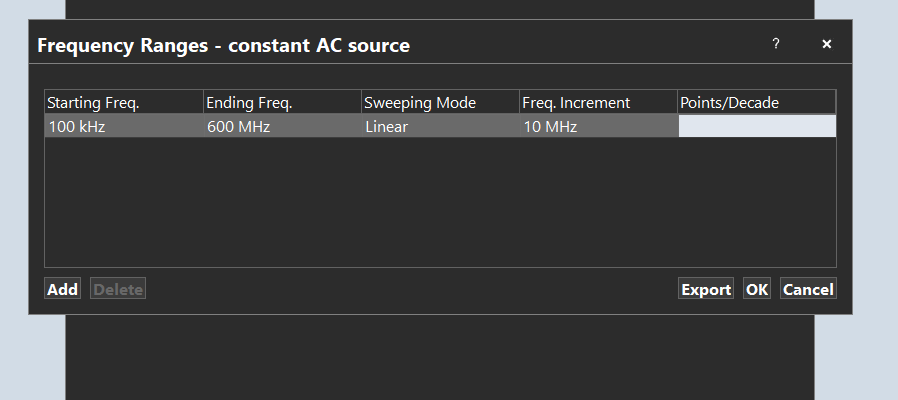 Frequency Ranges - constant AC source ? ×
Starting Freq. Ending Freq. Sweeping Mode Freq. Increment Points/Decade
100 kHz 600 MHz Linear 10 MHz
Add Delete Export OK Cancel